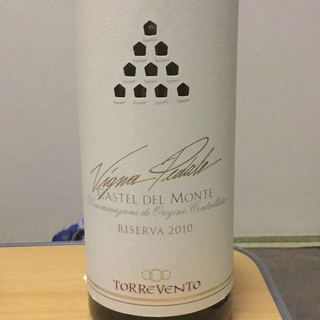 Vigna Pedale
CASTEL DEL MONTE
Denominazione di Origine Controllata
RISERVA 2010
TORREVENTO